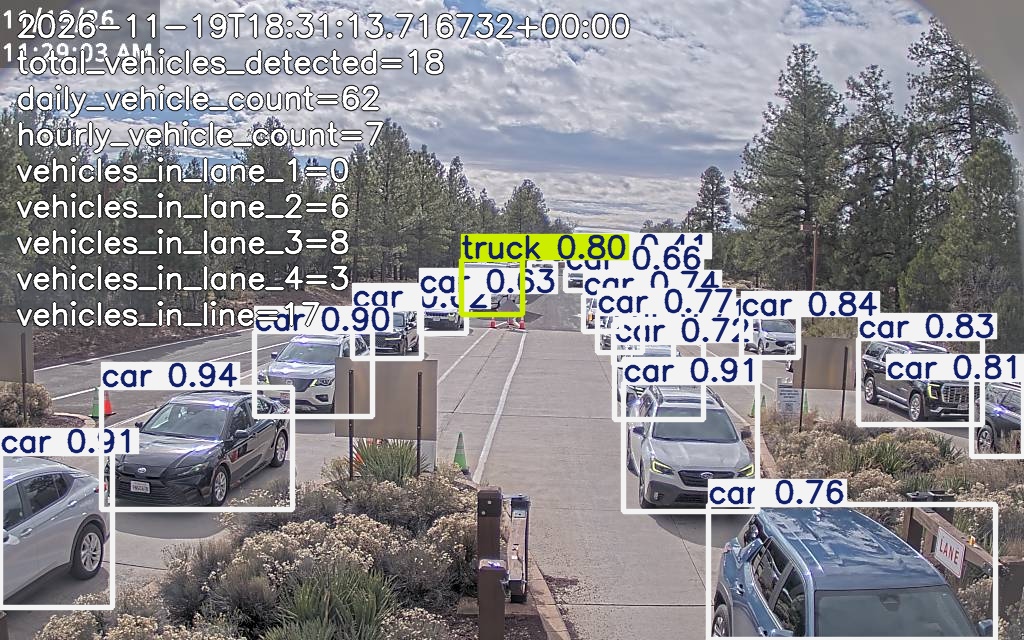 2026-11-19T18:31:13.716732+00:00
11:29:03 AM
total_vehicles_detected=18
daily_vehicle_count=62
hourly_vehicle_count=7
vehicles_in_lane_1=0
vehicles_in_lane_2=6
vehicles_in_lane_3=8
vehicles_in_lane_4=3
vehicles_in_line=17
truck 0.80
0.66
car 0.63
0.74
car
car 0.77
car 0.84
car 0.90
car 0.72
car 0.83
car 0.94
car 0.91
car 0.81
car 0.91
car 0.76
LANE